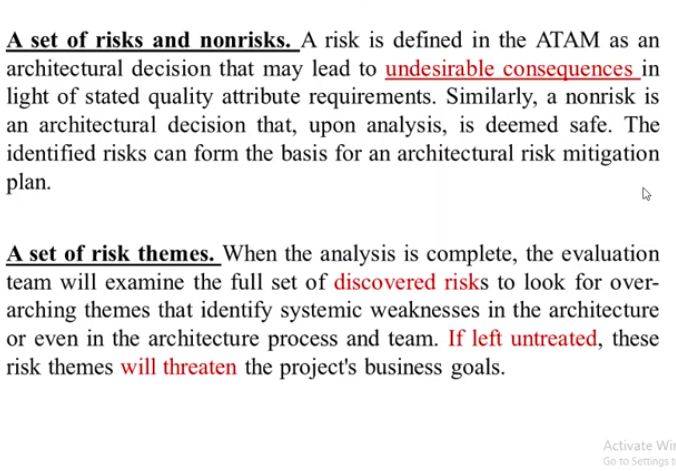 A set of risks and nonrisks. A risk is defined in the ATAM as an
architectural decision that may lead to undesirable consequences in
light of stated quality attribute requirements. Similarly, a nonrisk is
an architectural decision that, upon analysis, is deemed safe. The
identified risks can form the basis for an architectural risk mitigation
plan.
A set of risk themes. When the analysis is complete, the evaluation
team will examine the full set of discovered risks to look for over-
arching themes that identify systemic weaknesses in the architecture
or even in the architecture process and team. If left untreated, these
risk themes will threaten the project's business goals.
Activate
Go to Settings